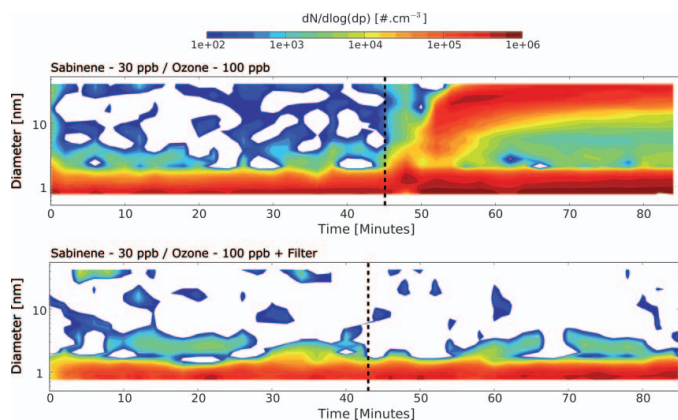 dN/dlog(dp) [#.cm⁻³]
1e+02 1e+03 1e+04 1e+05 1e+06
Sabinene - 30 ppb / Ozone - 100 ppb
Diameter [nm]
10
1
0 10 20 30 40 50 60 70 80
Time [Minutes]
Sabinene - 30 ppb / Ozone - 100 ppb + Filter
Diameter [nm]
10
1
0 10 20 30 40 50 60 70 80
Time [Minutes]